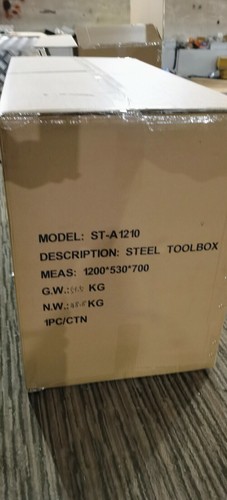 MODEL: ST-A1210
DESCRIPTION: STEEL TOOLBOX
MEAS: 1200*530*700
G.W.: KG
N.W.: KG
1PC/CTN